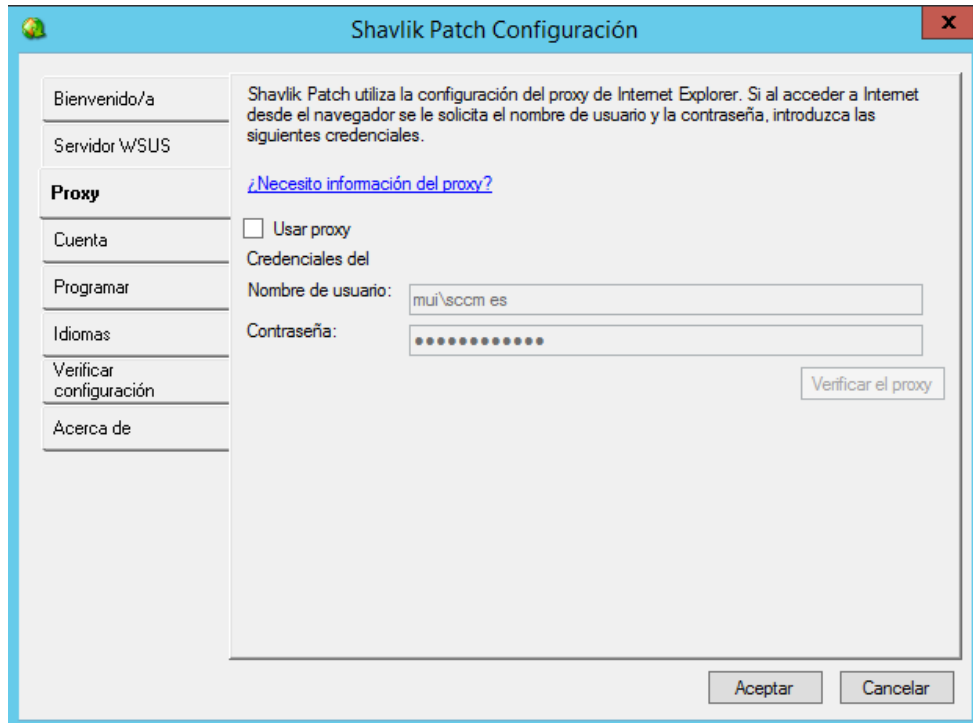 Shavlik Patch Configuración
x
Bienvenido/a
Servidor WSUS
Proxy
Cuenta
Programar
Idiomas
Verificar
configuración
Acerca de
Shavlik Patch utiliza la configuración del proxy de Internet Explorer. Si al acceder a Internet
desde el navegador se le solicita el nombre de usuario y la contraseña, introduzca las
siguientes credenciales.
¿Necesito información del proxy?
Usar proxy
Credenciales del
Nombre de usuario:
mui\sccm es
Contraseña:
●●●●●●●●●●●●
Verificar el proxy
Aceptar
Cancelar